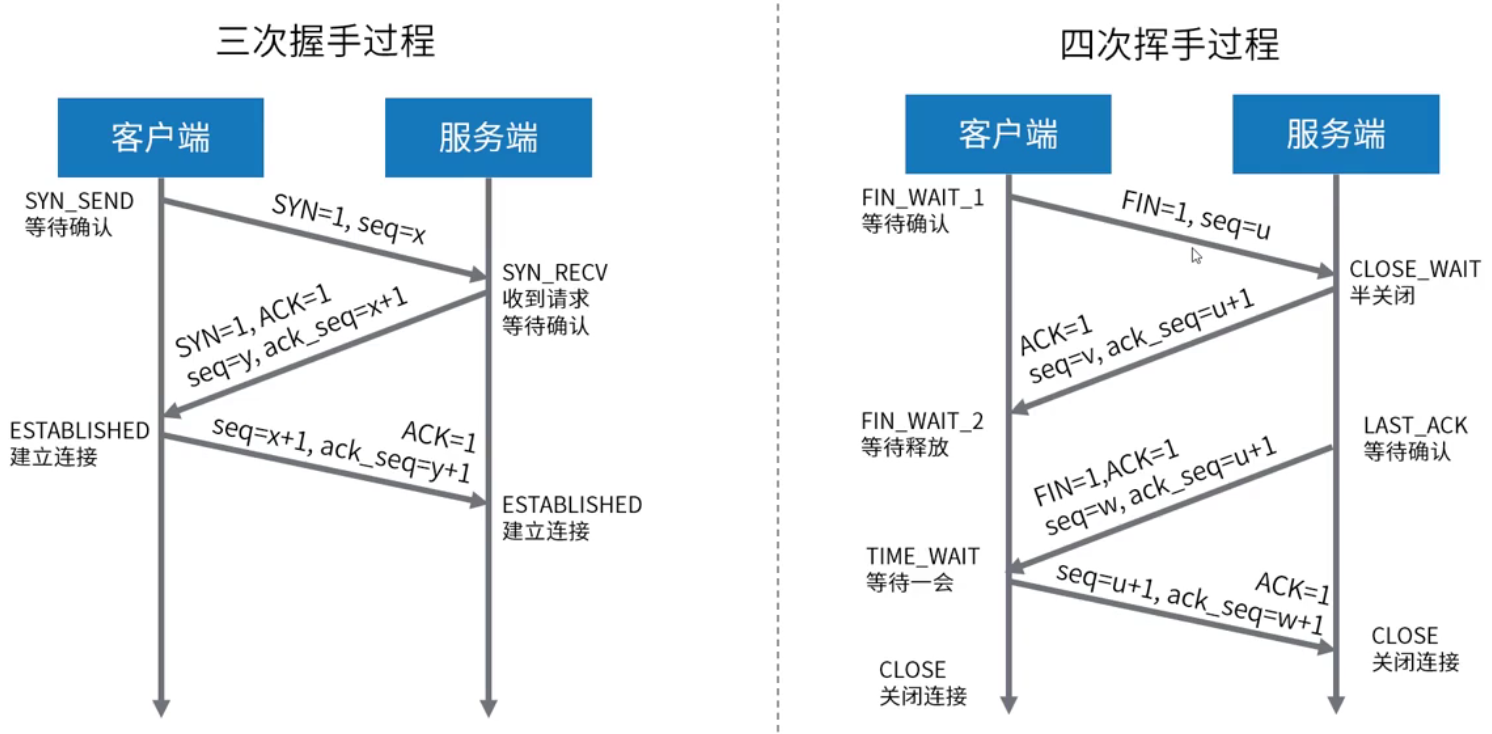 三次握手过程
客户端
服务端
SYN_SEND
等待确认
SYN=1, seq=x
SYN_RECV
收到请求
等待确认
SYN=1, ACK=1
seq=y, ack_seq=x+1
ESTABLISHED
建立连接
ACK=1
seq=x+1, ack_seq=y+1
ESTABLISHED
建立连接
四次挥手过程
客户端
服务端
FIN_WAIT_1
等待确认
FIN=1, seq=u
CLOSE_WAIT
半关闭
ACK=1
seq=v, ack_seq=u+1
FIN_WAIT_2
等待释放
LAST_ACK
等待确认
FIN=1,ACK=1
seq=w, ack_seq=u+1
TIME_WAIT
等待一会
ACK=1
seq=u+1, ack_seq=w+1
CLOSE
关闭连接
CLOSE
关闭连接